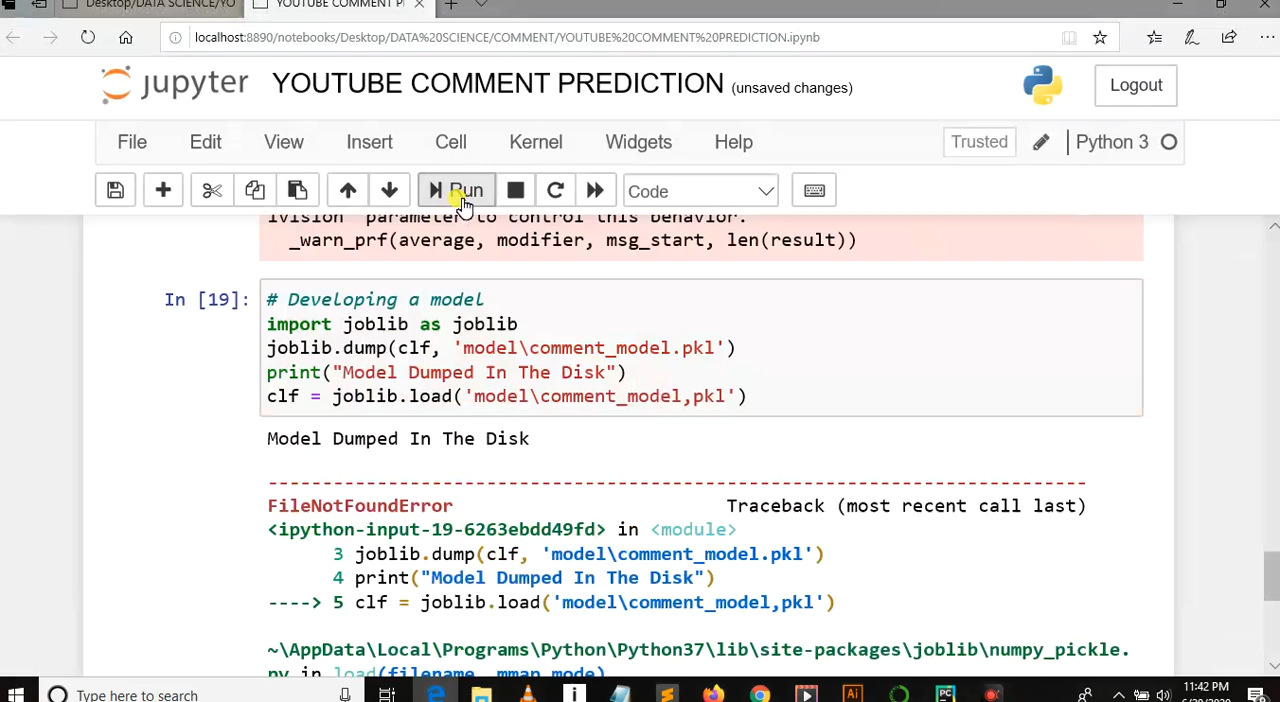 Desktop/DATA SCIENCE/YO
YOUTUBE COMMENT P
localhost:8890/notebooks/Desktop/DATA%20SCIENCE/COMMENT/YOUTUBE%20COMMENT%20PREDICTION.ipynb
jupyter YOUTUBE COMMENT PREDICTION (unsaved changes) Logout
File Edit View Insert Cell Kernel Widgets Help Trusted Python 3
Run Code
ivision` parameter to control this behavior.
_warn_prf(average, modifier, msg_start, len(result))
In [19]: # Developing a model
import joblib as joblib
joblib.dump(clf, 'model\comment_model.pkl')
print("Model Dumped In The Disk")
clf = joblib.load('model\comment_model,pkl')
Model Dumped In The Disk
---------------------------------------------------------------------------
FileNotFoundError Traceback (most recent call last)
<ipython-input-19-6263ebdd49fd> in <module>
3 joblib.dump(clf, 'model\comment_model.pkl')
4 print("Model Dumped In The Disk")
----> 5 clf = joblib.load('model\comment_model,pkl')
~\AppData\Local\Programs\Python\Python37\lib\site-packages\joblib\numpy_pickle.
py in load(filename, mmap_mode)
Type here to search
Ai
PC
11:42 PM